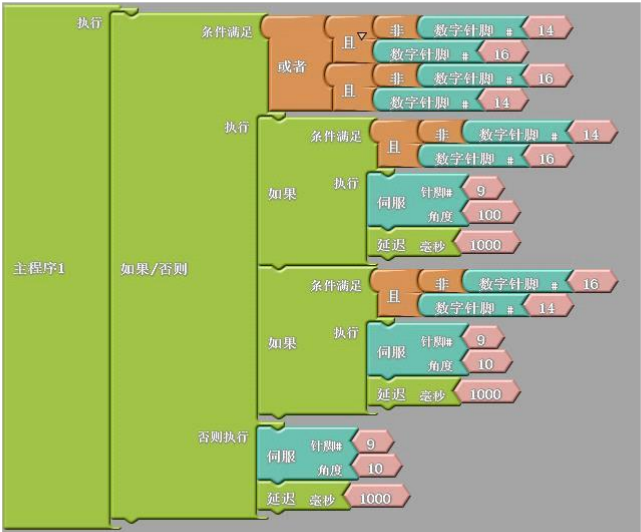 执行
条件满足 且 非 数字针脚 # 14
数字针脚 # 16
或者
且 非 数字针脚 # 16
数字针脚 # 14
执行
条件满足 且 非 数字针脚 # 14
数字针脚 # 16
如果 执行 伺服 针脚# 9
角度 100
延迟 毫秒 1000
主程序1 如果/否则
条件满足 且 非 数字针脚 # 16
数字针脚 # 14
如果 执行 伺服 针脚# 9
角度 10
延迟 毫秒 1000
否则执行 伺服 针脚# 9
角度 10
延迟 毫秒 1000